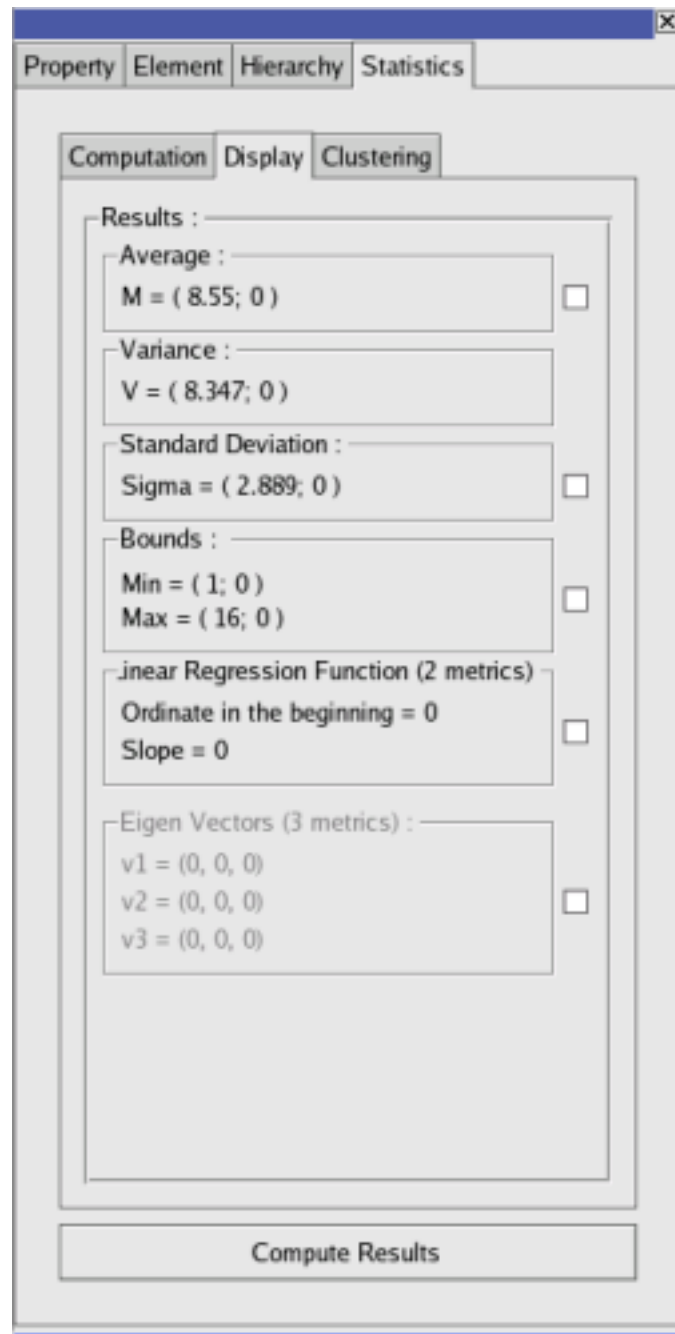 Property Element Hierarchy Statistics
Computation Display Clustering
Results :
Average :
M = ( 8.55; 0 )
Variance :
V = ( 8.347; 0 )
Standard Deviation :
Sigma = ( 2.889; 0 )
Bounds :
Min = ( 1; 0 )
Max = ( 16; 0 )
.inear Regression Function (2 metrics)
Ordinate in the beginning = 0
Slope = 0
Eigen Vectors (3 metrics) :
v1 = (0, 0, 0)
v2 = (0, 0, 0)
v3 = (0, 0, 0)
Compute Results